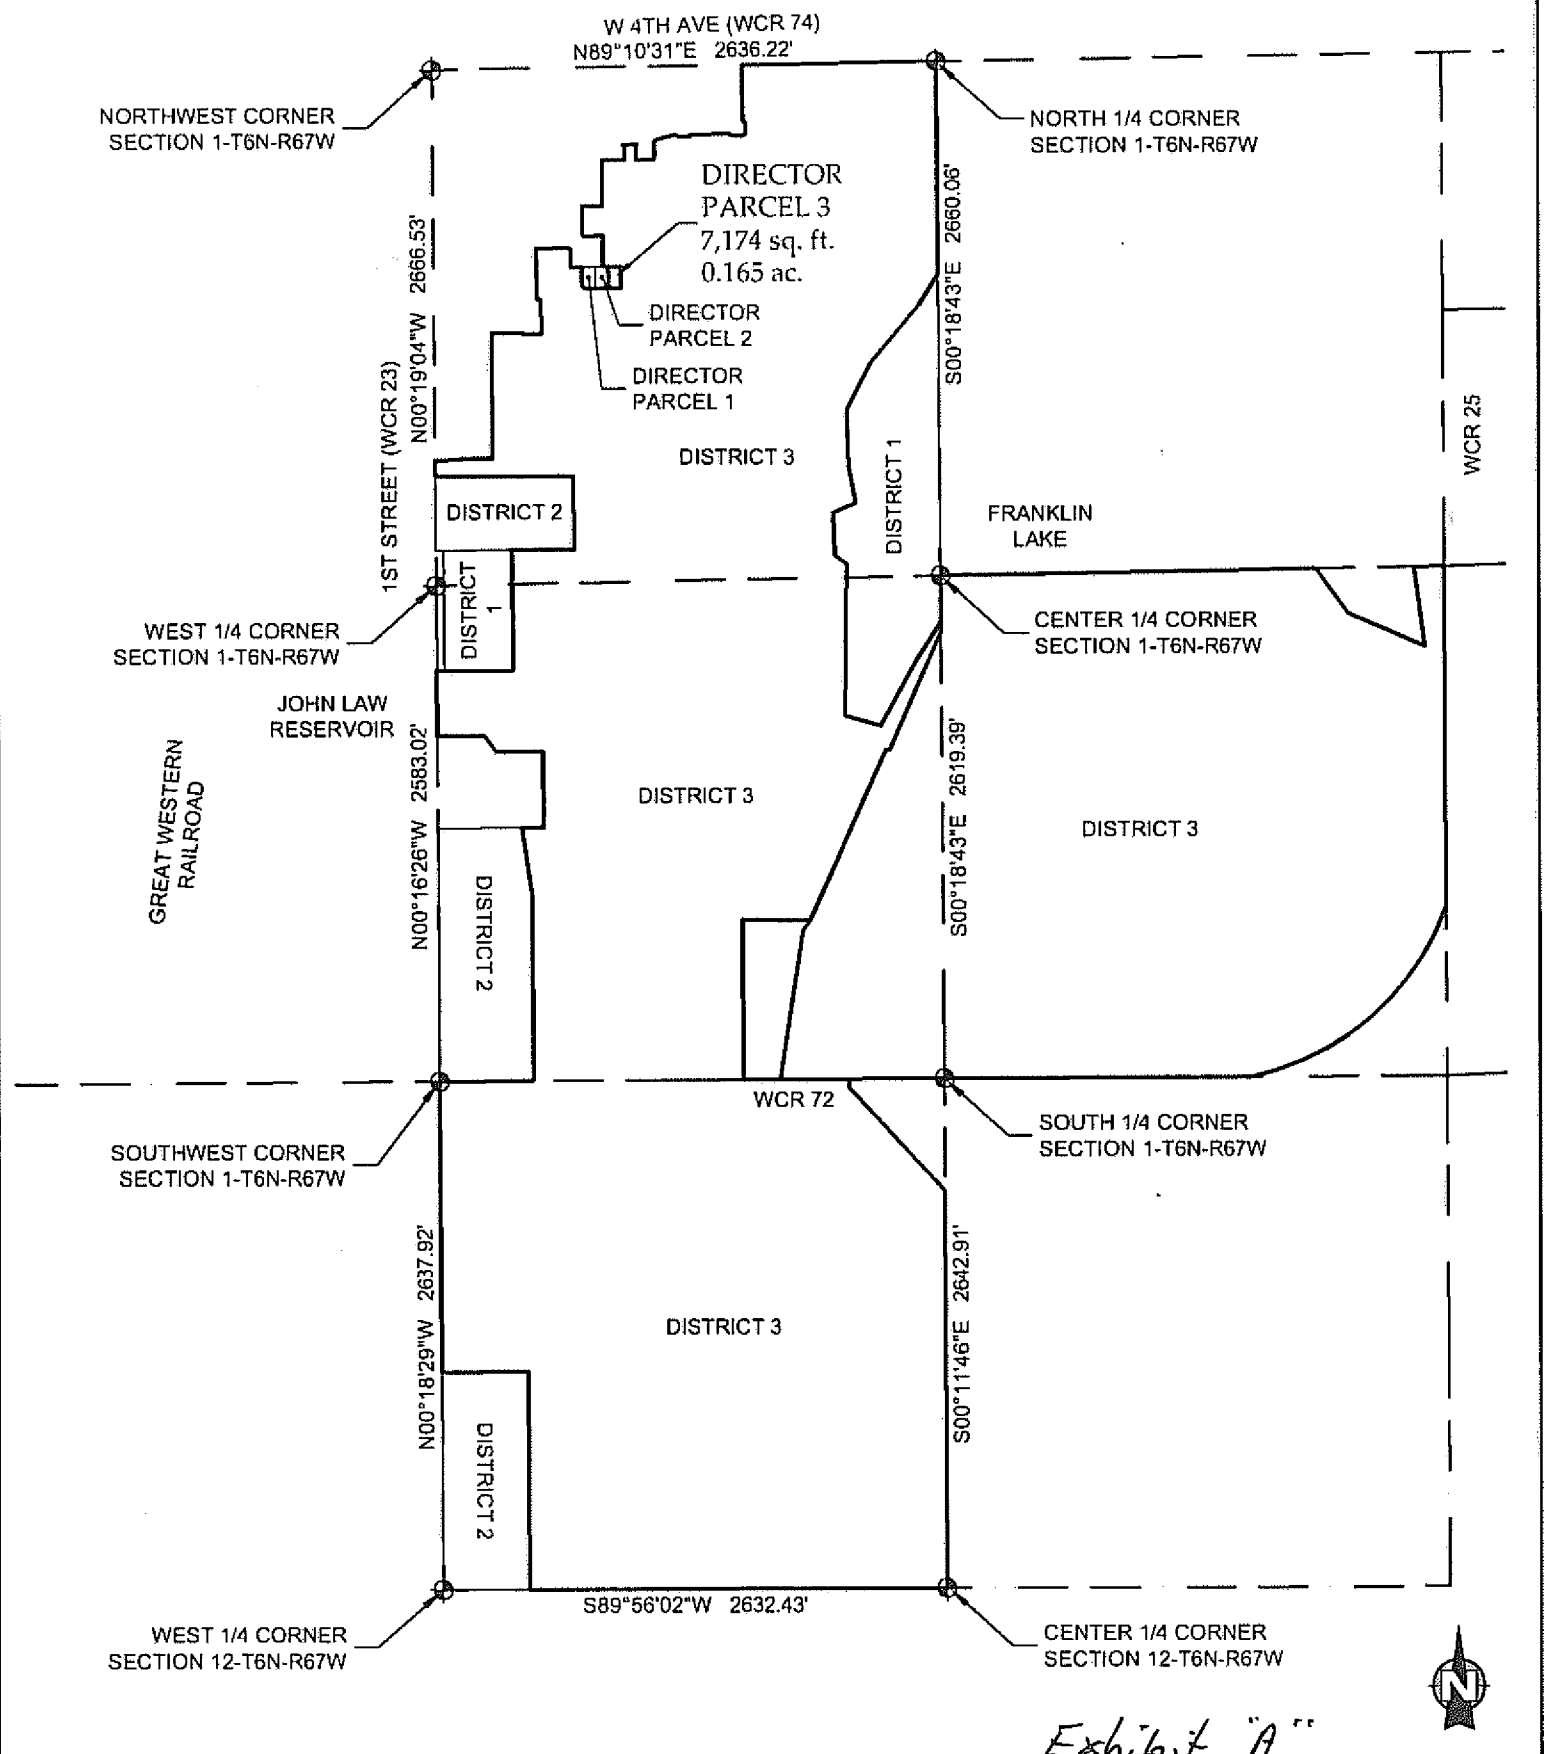 W 4TH AVE (WCR 74)
N89°10'31"E 2636.22'
NORTHWEST CORNER
SECTION 1-T6N-R67W
NORTH 1/4 CORNER
SECTION 1-T6N-R67W
DIRECTOR
PARCEL 3
7,174 sq. ft.
0.165 ac.
DIRECTOR
PARCEL 2
DIRECTOR
PARCEL 1
1ST STREET (WCR 23)
N00°19'04"W 2666.53'
S00°18'43"E 2660.06'
WCR 25
DISTRICT 3
DISTRICT 1
DISTRICT 2
FRANKLIN
LAKE
DISTRICT
1
WEST 1/4 CORNER
SECTION 1-T6N-R67W
CENTER 1/4 CORNER
SECTION 1-T6N-R67W
JOHN LAW
RESERVOIR
GREAT WESTERN
RAILROAD
N00°16'26"W 2583.02'
S00°18'43"E 2619.39'
DISTRICT 3
DISTRICT 3
DISTRICT 2
WCR 72
SOUTHWEST CORNER
SECTION 1-T6N-R67W
SOUTH 1/4 CORNER
SECTION 1-T6N-R67W
N00°18'29"W 2637.92'
S00°11'46"E 2642.91'
DISTRICT 3
DISTRICT 2
S89°56'02"W 2632.43'
WEST 1/4 CORNER
SECTION 12-T6N-R67W
CENTER 1/4 CORNER
SECTION 12-T6N-R67W
N
Exhibit "A"